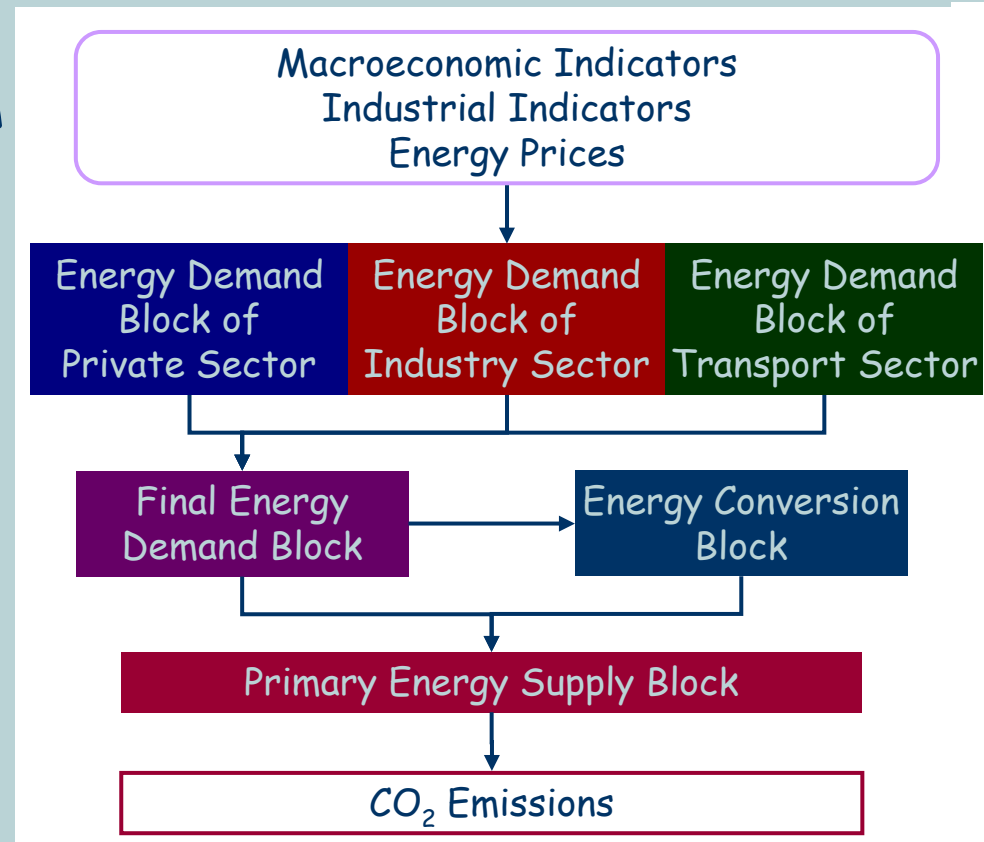 Macroeconomic Indicators
Industrial Indicators
Energy Prices
Energy Demand
Block of
Private Sector
Energy Demand
Block of
Industry Sector
Energy Demand
Block of
Transport Sector
Final Energy
Demand Block
Energy Conversion
Block
Primary Energy Supply Block
CO₂ Emissions